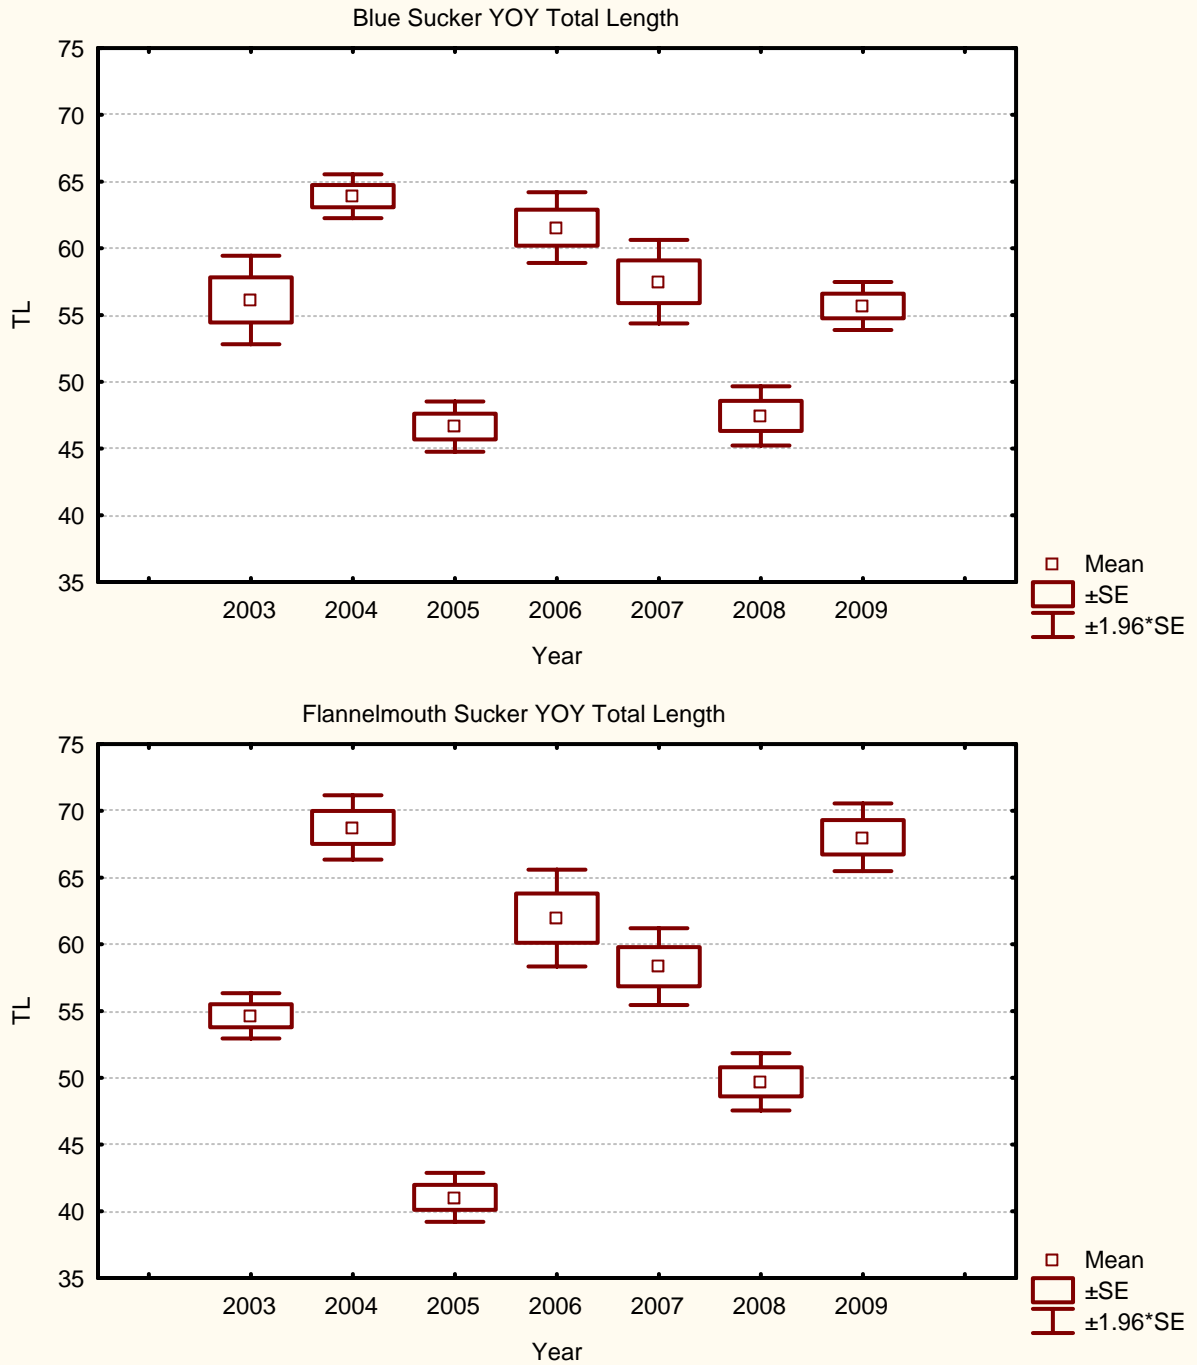 Blue Sucker YOY Total Length
75
70
65
60
55
50
45
40
35
TL
2003 2004 2005 2006 2007 2008 2009
Year
Mean
±SE
±1.96*SE
Flannelmouth Sucker YOY Total Length
75
70
65
60
55
50
45
40
35
TL
2003 2004 2005 2006 2007 2008 2009
Year
Mean
±SE
±1.96*SE